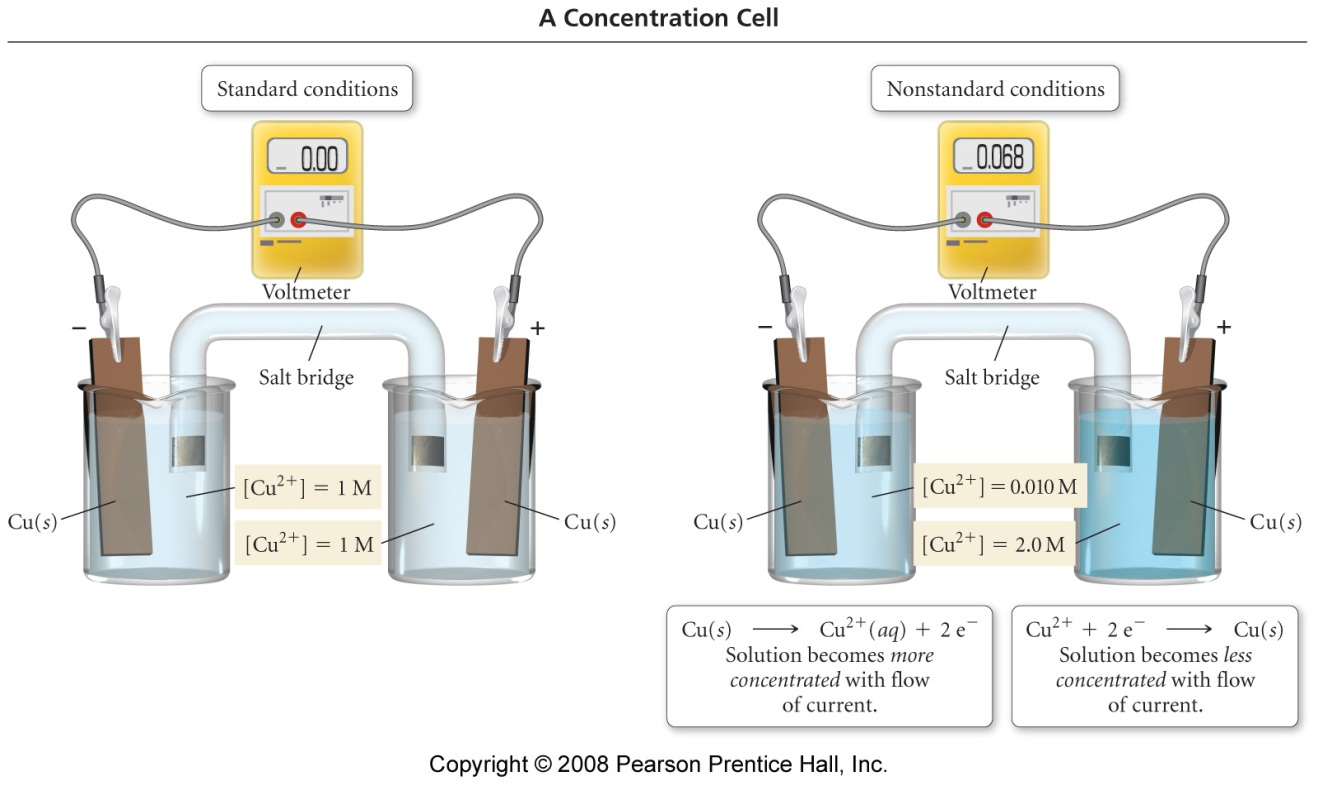 A Concentration Cell
Standard conditions
0.00
Voltmeter
−
+
Salt bridge
[Cu²⁺] = 1 M
[Cu²⁺] = 1 M
Cu(s)
Cu(s)
Nonstandard conditions
0.068
Voltmeter
−
+
Salt bridge
[Cu²⁺] = 0.010 M
[Cu²⁺] = 2.0 M
Cu(s)
Cu(s)
Cu(s) ⟶ Cu²⁺(aq) + 2 e⁻
Solution becomes more
concentrated with flow
of current.
Cu²⁺ + 2 e⁻ ⟶ Cu(s)
Solution becomes less
concentrated with flow
of current.
Copyright © 2008 Pearson Prentice Hall, Inc.